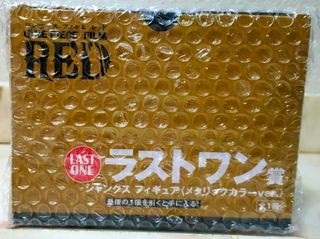 ONE PIECE FILM
RED
LAST
ONE
ラストワン賞
シャンクス フィギュア(メタリックカラーver.)
最後の1個を引くと手に入る!
全1種